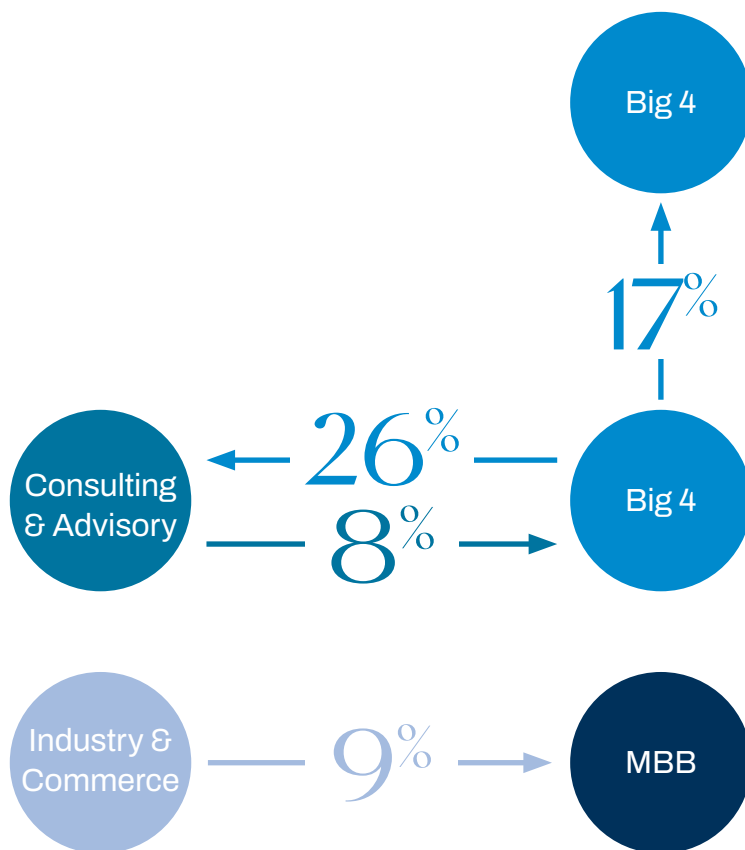 Big 4
17%
26%
Consulting
& Advisory
Big 4
8%
Industry &
Commerce
9%
MBB